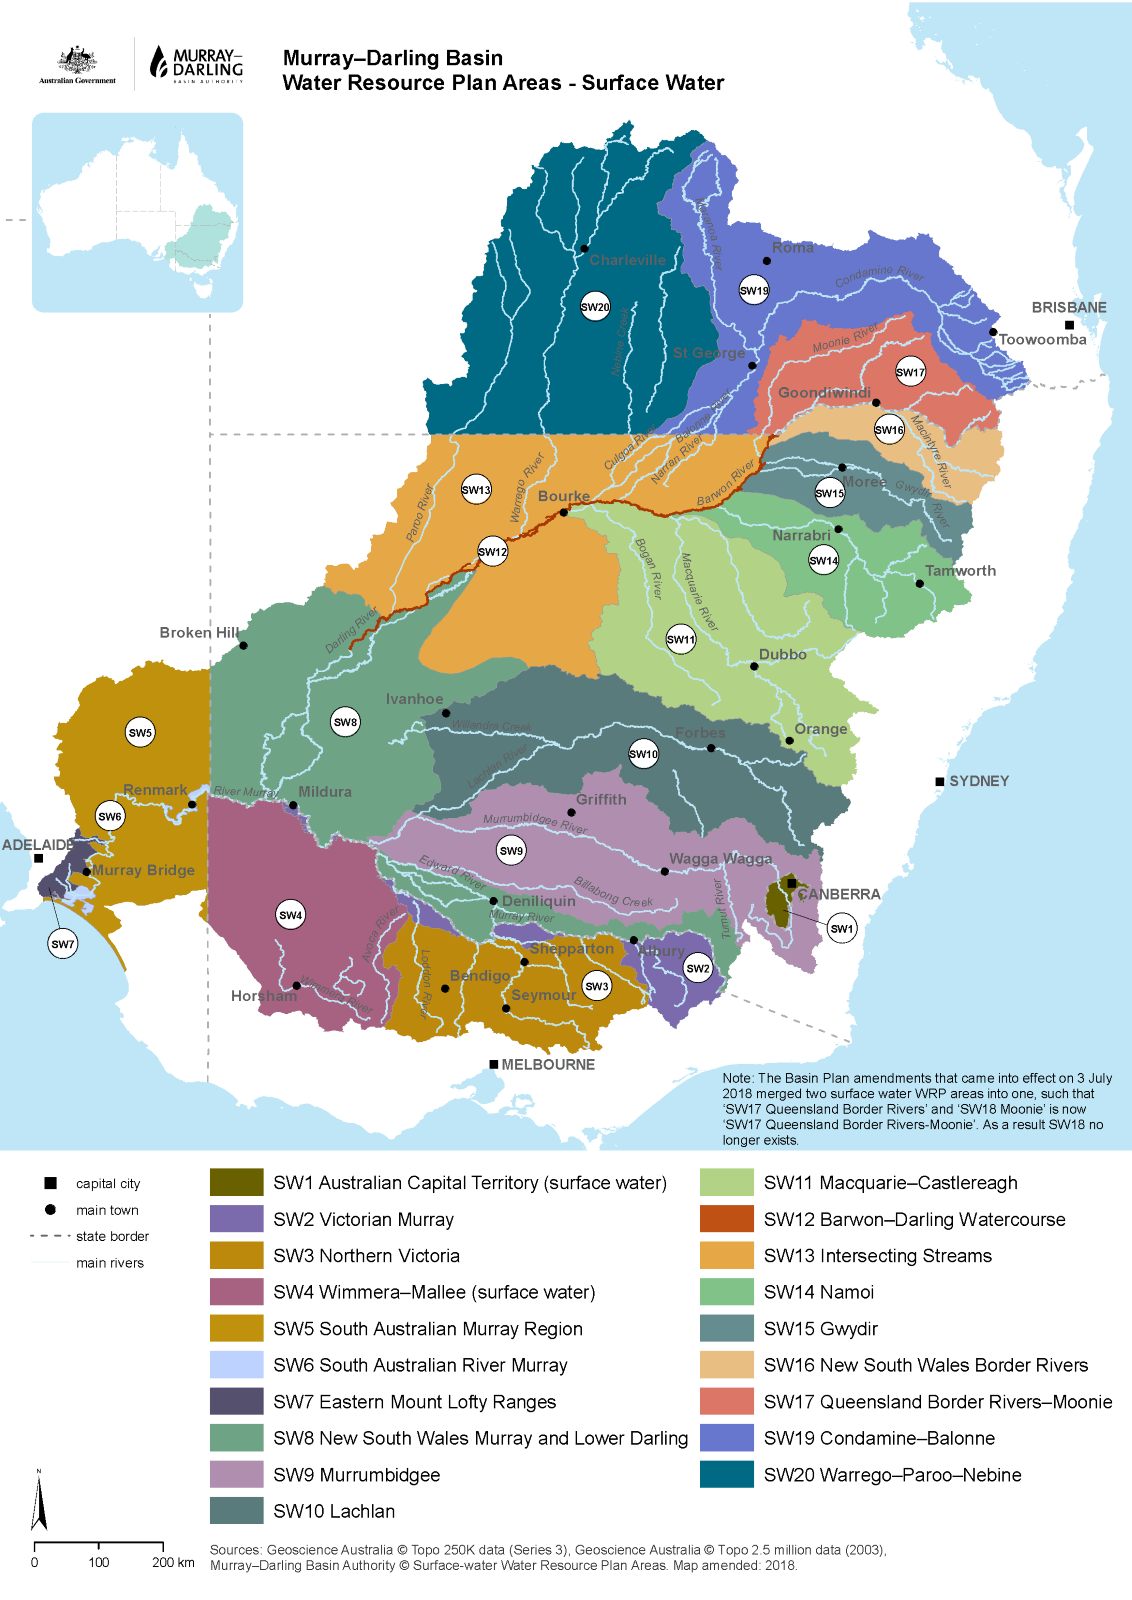 Australian Government
MURRAY–
DARLING
BASIN AUTHORITY
Murray–Darling Basin
Water Resource Plan Areas - Surface Water
Maranoa River
Roma
Charleville
SW20
SW19
Condamine River
BRISBANE
Toowoomba
Nebine Creek
St George
Moonie River
SW17
Goondiwindi
Balonne River
SW16
Macintyre River
Culgoa River
Narran River
SW13
Warrego River
Paroo River
Barwon River
Moree
SW15
Gwydir River
Bourke
Narrabri
SW14
SW12
Bogan River
Macquarie River
Tamworth
Darling River
Broken Hill
SW11
Dubbo
Ivanhoe
SW8
SW5
Willandra Creek
Forbes
Orange
SW10
Lachlan River
SYDNEY
Renmark
River Murray
Mildura
Griffith
SW6
Murrumbidgee River
ADELAIDE
SW9
Wagga Wagga
Murray Bridge
Edward River
Billabong Creek
CANBERRA
Deniliquin
Tumut River
SW4
Murray River
SW1
SW7
Avoca River
Shepparton
Albury
SW2
Loddon River
Bendigo
SW3
Horsham
Wimmera River
Seymour
MELBOURNE
Note: The Basin Plan amendments that came into effect on 3 July
2018 merged two surface water WRP areas into one, such that
‘SW17 Queensland Border Rivers’ and ‘SW18 Moonie’ is now
‘SW17 Queensland Border Rivers-Moonie’. As a result SW18 no
longer exists.
capital city
main town
state border
main rivers
SW1 Australian Capital Territory (surface water)
SW2 Victorian Murray
SW3 Northern Victoria
SW4 Wimmera–Mallee (surface water)
SW5 South Australian Murray Region
SW6 South Australian River Murray
SW7 Eastern Mount Lofty Ranges
SW8 New South Wales Murray and Lower Darling
SW9 Murrumbidgee
SW10 Lachlan
SW11 Macquarie–Castlereagh
SW12 Barwon–Darling Watercourse
SW13 Intersecting Streams
SW14 Namoi
SW15 Gwydir
SW16 New South Wales Border Rivers
SW17 Queensland Border Rivers–Moonie
SW19 Condamine–Balonne
SW20 Warrego–Paroo–Nebine
N
0 100 200 km
Sources: Geoscience Australia © Topo 250K data (Series 3), Geoscience Australia © Topo 2.5 million data (2003),
Murray–Darling Basin Authority © Surface-water Water Resource Plan Areas. Map amended: 2018.